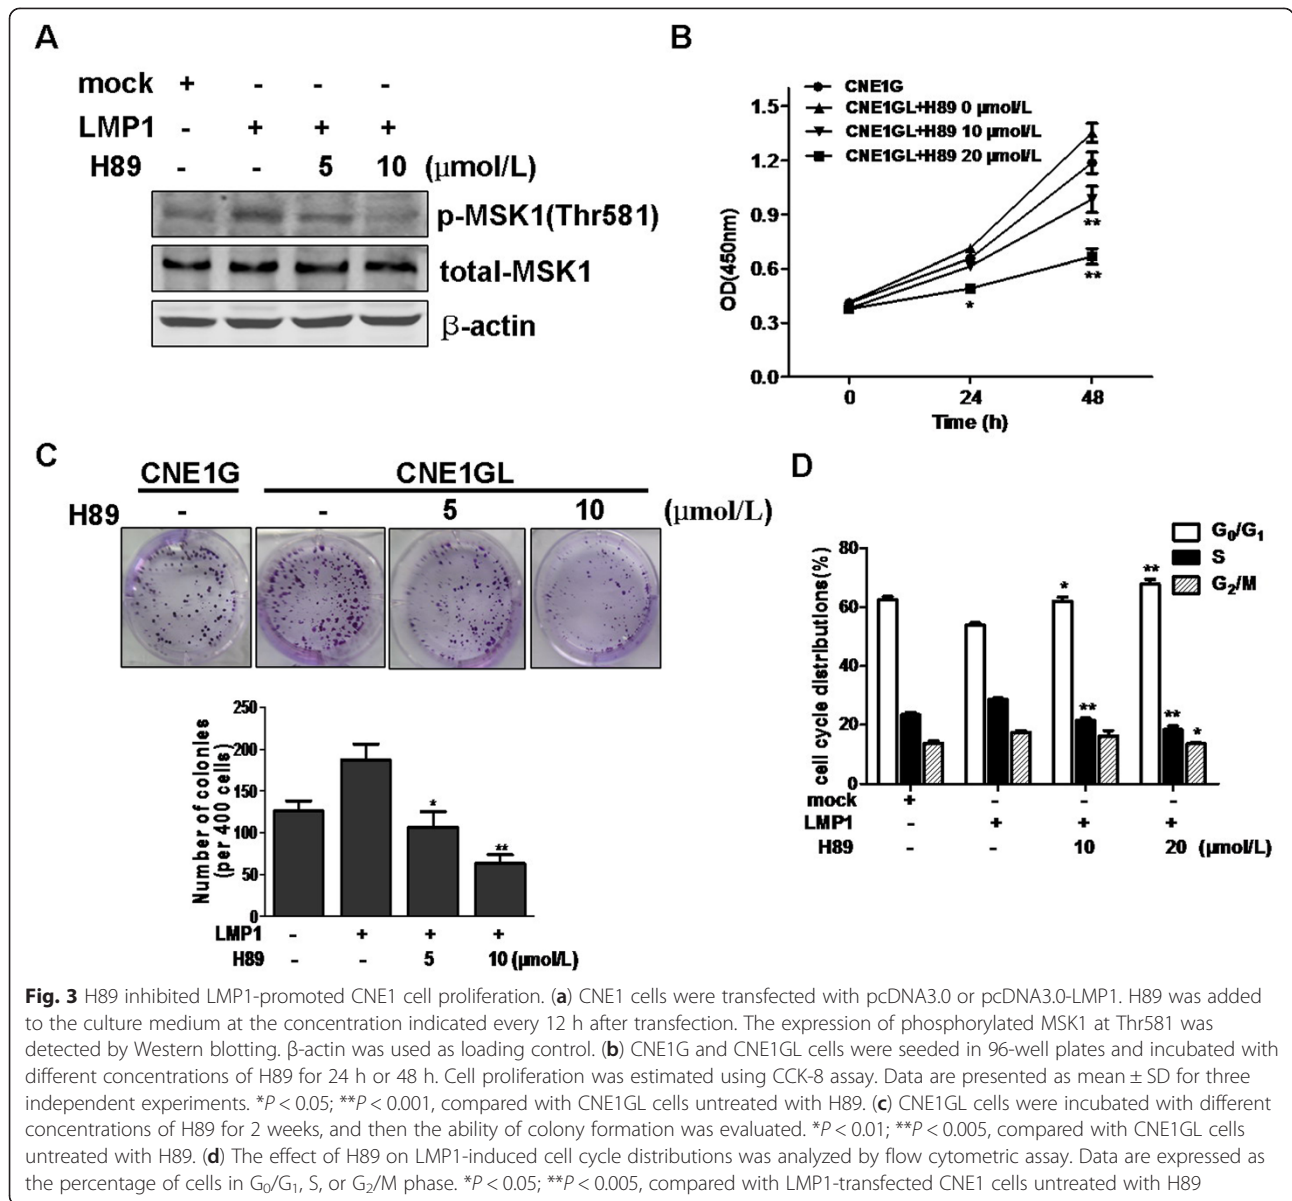 A
mock + - - -
LMP1 - + + +
H89 - - 5 10 (μmol/L)
p-MSK1(Thr581)
total-MSK1
β-actin
B
CNE1G
CNE1GL+H89 0 μmol/L
CNE1GL+H89 10 μmol/L
CNE1GL+H89 20 μmol/L
OD(450nm)
1.5
1.2
0.9
0.6
0.3
0.0
**
**
*
0 24 48
Time (h)
C
CNE1G CNE1GL
H89 - - 5 10 (μmol/L)
Number of colonies
(per 400 cells)
250
200
150
100
50
0
* **
LMP1 - + + +
H89 - - 5 10 (μmol/L)
D
G₀/G₁
S
G₂/M
cell cycle distributions(%)
80
60
40
20
0
* **
** ** *
mock + - - -
LMP1 - + + +
H89 - - 10 20 (μmol/L)
Fig. 3 H89 inhibited LMP1-promoted CNE1 cell proliferation. (a) CNE1 cells were transfected with pcDNA3.0 or pcDNA3.0-LMP1. H89 was added
to the culture medium at the concentration indicated every 12 h after transfection. The expression of phosphorylated MSK1 at Thr581 was
detected by Western blotting. β-actin was used as loading control. (b) CNE1G and CNE1GL cells were seeded in 96-well plates and incubated with
different concentrations of H89 for 24 h or 48 h. Cell proliferation was estimated using CCK-8 assay. Data are presented as mean ± SD for three
independent experiments. *P < 0.05; **P < 0.001, compared with CNE1GL cells untreated with H89. (c) CNE1GL cells were incubated with different
concentrations of H89 for 2 weeks, and then the ability of colony formation was evaluated. *P < 0.01; **P < 0.005, compared with CNE1GL cells
untreated with H89. (d) The effect of H89 on LMP1-induced cell cycle distributions was analyzed by flow cytometric assay. Data are expressed as
the percentage of cells in G₀/G₁, S, or G₂/M phase. *P < 0.05; **P < 0.005, compared with LMP1-transfected CNE1 cells untreated with H89